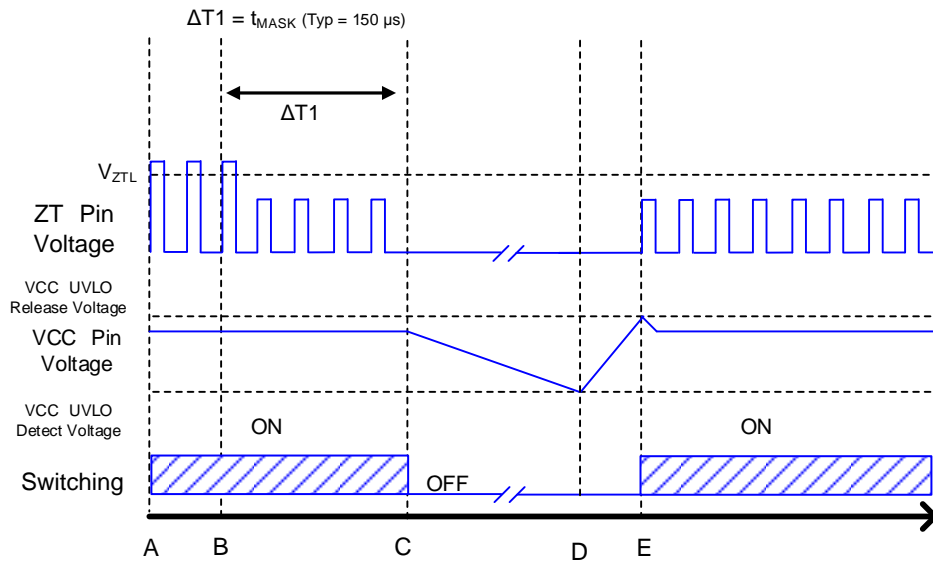 ΔT1 = tMASK (Typ = 150 µs)
ΔT1
VZTL
ZT Pin
Voltage
VCC UVLO
Release Voltage
VCC Pin
Voltage
VCC UVLO
Detect Voltage
ON
ON
Switching
OFF
A B C D E